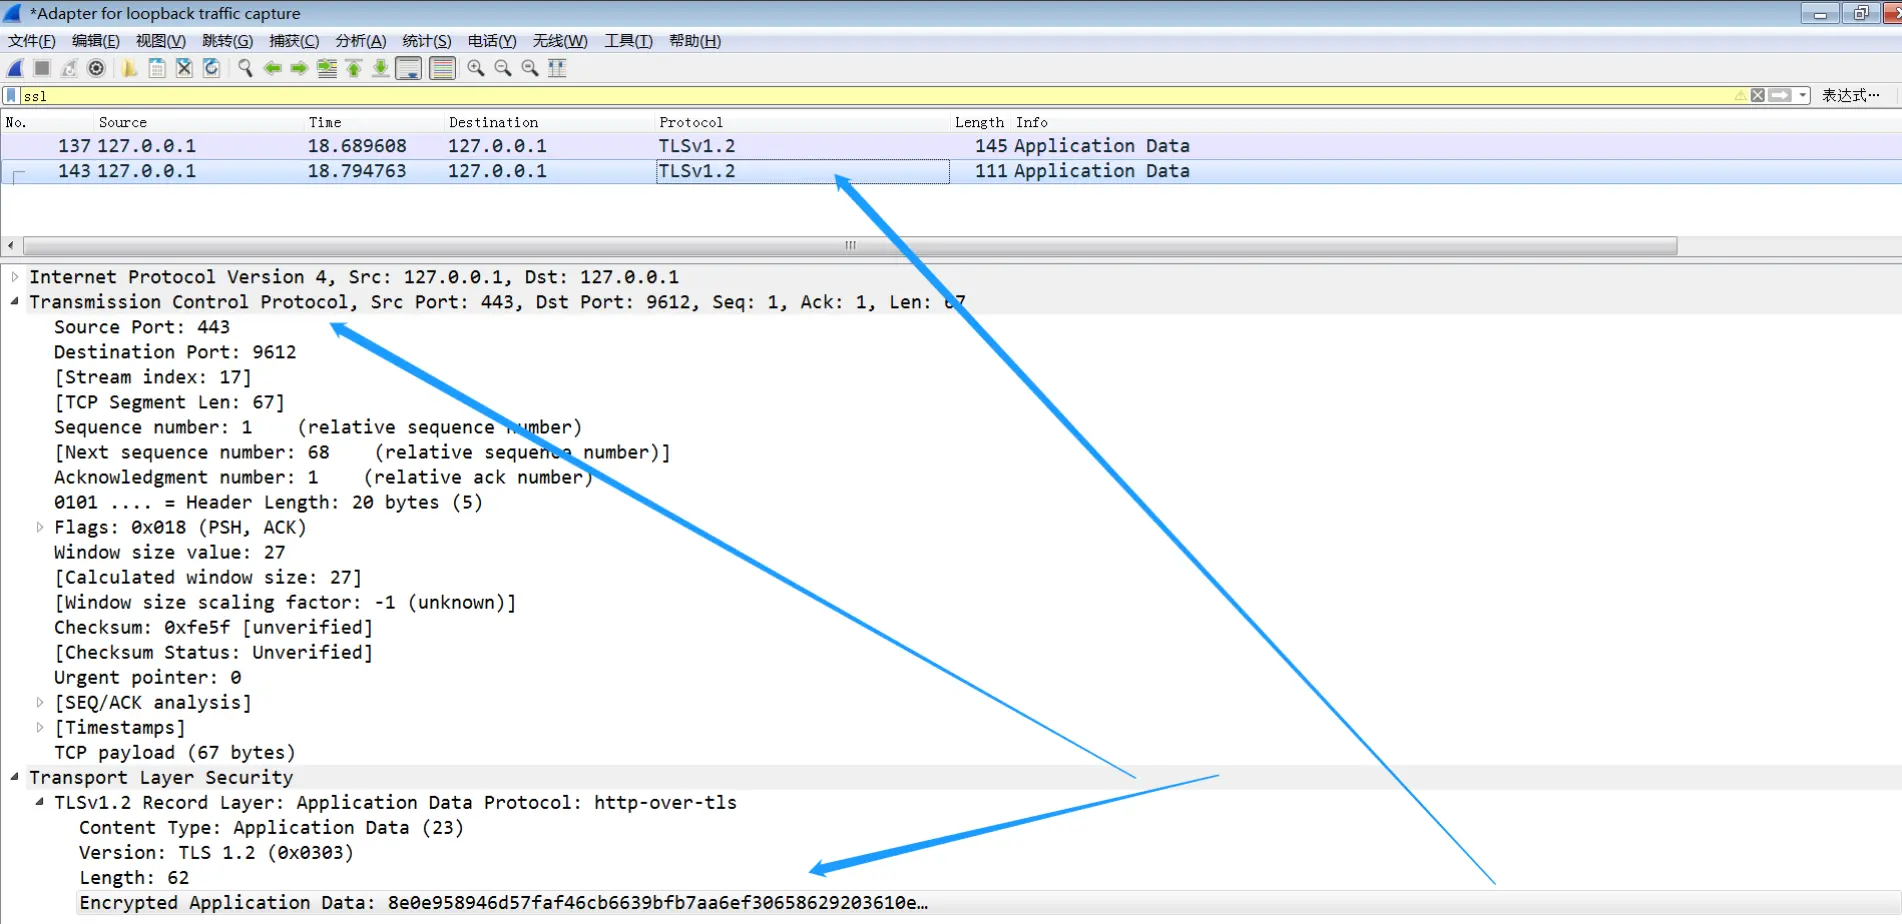 *Adapter for loopback traffic capture
文件(F) 编辑(E) 视图(V) 跳转(G) 捕获(C) 分析(A) 统计(S) 电话(Y) 无线(W) 工具(T) 帮助(H)
ssl 表达式…
No. Source Time Destination Protocol Length Info
137 127.0.0.1 18.689608 127.0.0.1 TLSv1.2 145 Application Data
143 127.0.0.1 18.794763 127.0.0.1 TLSv1.2 111 Application Data
Internet Protocol Version 4, Src: 127.0.0.1, Dst: 127.0.0.1
Transmission Control Protocol, Src Port: 443, Dst Port: 9612, Seq: 1, Ack: 1, Len: 67
Source Port: 443
Destination Port: 9612
[Stream index: 17]
[TCP Segment Len: 67]
Sequence number: 1 (relative sequence number)
[Next sequence number: 68 (relative sequence number)]
Acknowledgment number: 1 (relative ack number)
0101 .... = Header Length: 20 bytes (5)
Flags: 0x018 (PSH, ACK)
Window size value: 27
[Calculated window size: 27]
[Window size scaling factor: -1 (unknown)]
Checksum: 0xfe5f [unverified]
[Checksum Status: Unverified]
Urgent pointer: 0
[SEQ/ACK analysis]
[Timestamps]
TCP payload (67 bytes)
Transport Layer Security
TLSv1.2 Record Layer: Application Data Protocol: http-over-tls
Content Type: Application Data (23)
Version: TLS 1.2 (0x0303)
Length: 62
Encrypted Application Data: 8e0e958946d57faf46cb6639bfb7aa6ef30658629203610e…